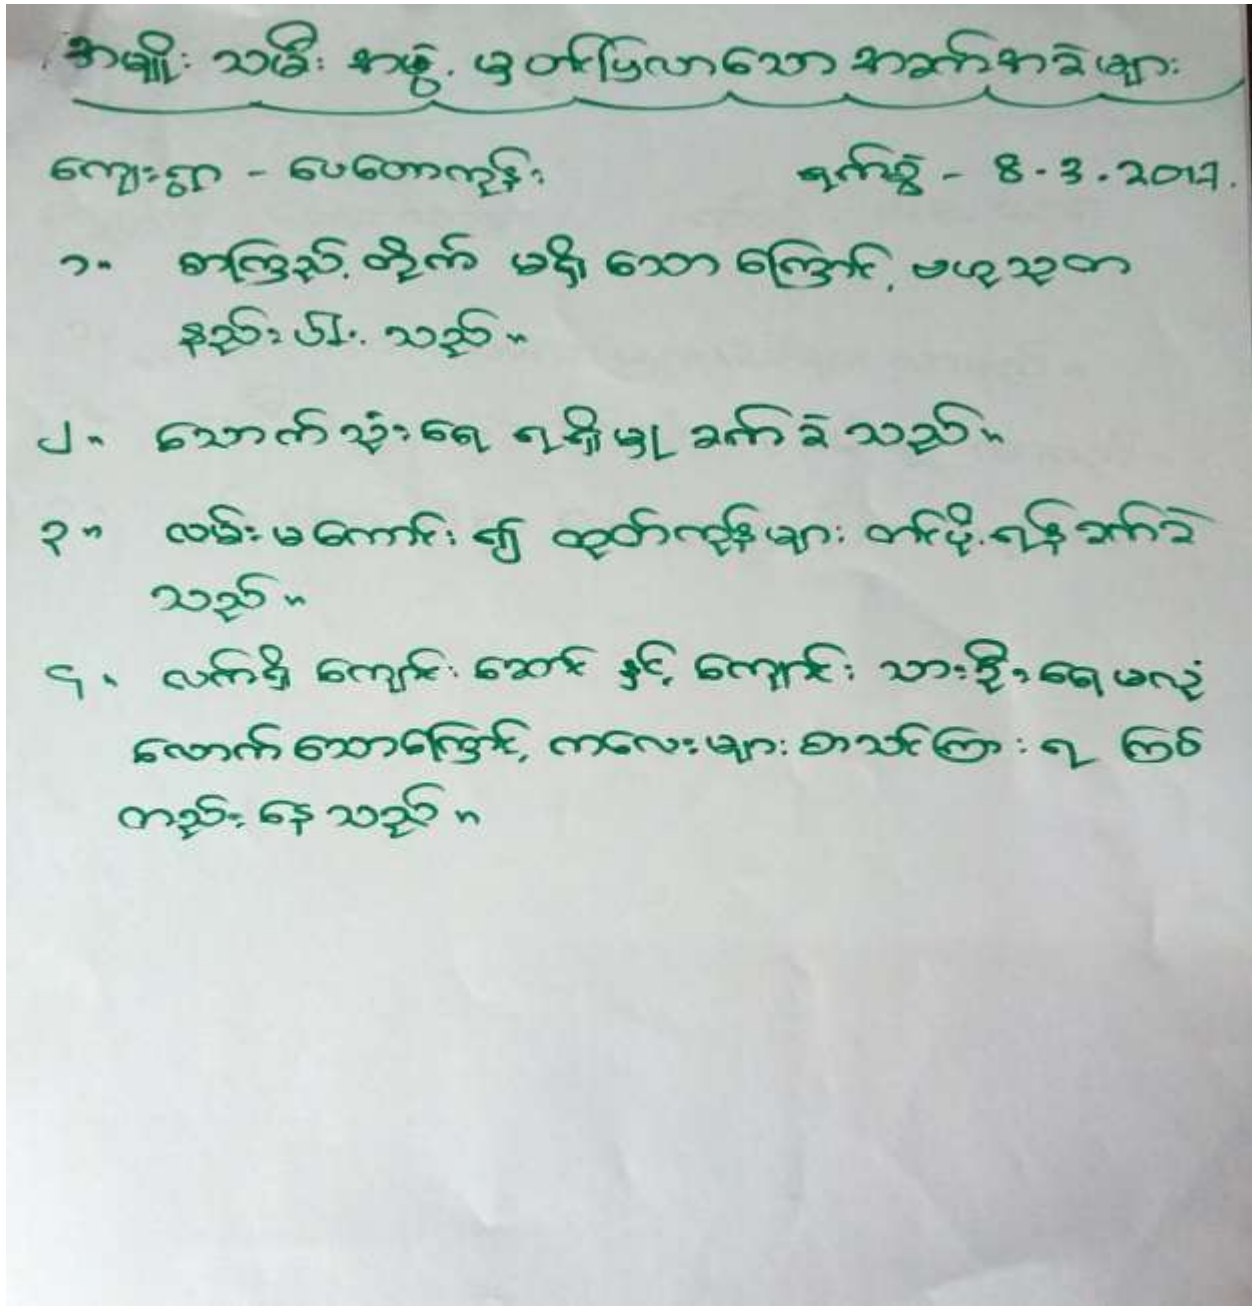 အမျိုးသမီးအဖွဲ့မှတင်ပြလာသောအခက်အခဲများ
ကျေးရွာ - ပေတောကုန်း ရက်စွဲ - 8.3.2017.
၁။ စာကြည့်တိုက်မရှိသောကြောင့်ဗဟုသုတ
နည်းပါးသည်။
၂။ သောက်သုံးရေရရှိမှုခက်ခဲသည်။
၃။ လမ်းမကောင်း၍ ထုတ်ကုန်များတင်ပို့ရန်ခက်ခဲ
သည်။
၄။ လက်ရှိကျောင်းဆောင်နှင့်ကျောင်းသားဦးရေမလုံ
လောက်သောကြောင့်ကလေးများစာသင်ကြားရကြပ်
တည်းနေသည်။